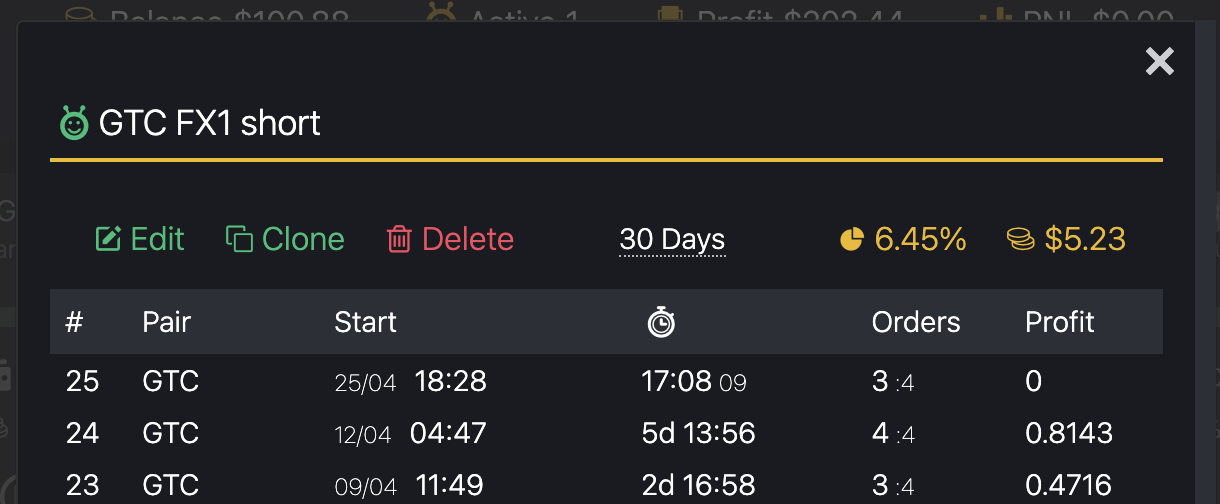 Balance $100.88 Active 1 Profit $202.44 PNL $0.00
GTC FX1 short
Edit Clone Delete 30 Days 6.45% $5.23
# Pair Start Orders Profit
25 GTC 25/04 18:28 17:08 09 3 :4 0
24 GTC 12/04 04:47 5d 13:56 4 :4 0.8143
23 GTC 09/04 11:49 2d 16:58 3 :4 0.4716